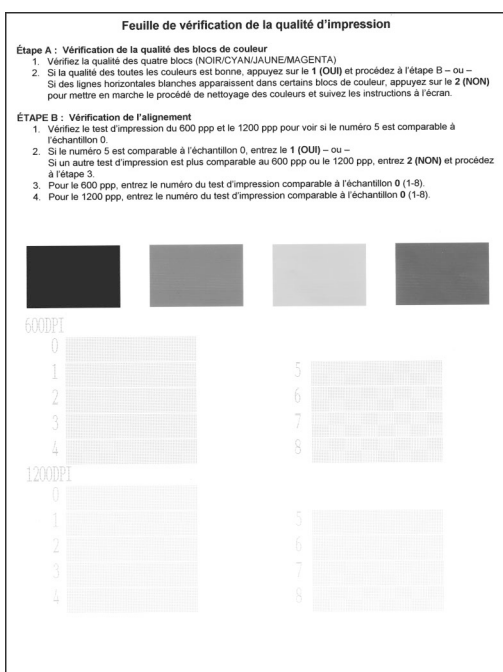 Feuille de vérification de la qualité d'impression
Étape A : Vérification de la qualité des blocs de couleur
1. Vérifiez la qualité des quatre blocs (NOIR/CYAN/JAUNE/MAGENTA)
2. Si la qualité des toutes les couleurs est bonne, appuyez sur le 1 (OUI) et procédez à l'étape B – ou –
Si des lignes horizontales blanches apparaissent dans certains blocs de couleur, appuyez sur le 2 (NON)
pour mettre en marche le procédé de nettoyage des couleurs et suivez les instructions à l'écran.
ÉTAPE B : Vérification de l'alignement
1. Vérifiez le test d'impression du 600 ppp et le 1200 ppp pour voir si le numéro 5 est comparable à
l'échantillon 0.
2. Si le numéro 5 est comparable à l'échantillon 0, entrez le 1 (OUI) – ou –
Si un autre test d'impression est plus comparable au 600 ppp ou le 1200 ppp, entrez 2 (NON) et procédez
à l'étape 3.
3. Pour le 600 ppp, entrez le numéro du test d'impression comparable à l'échantillon 0 (1-8).
4. Pour le 1200 ppp, entrez le numéro du test d'impression comparable à l'échantillon 0 (1-8).
600DPI
0
1
2
3
4
5
6
7
8
1200DPI
0
1
2
3
4
5
6
7
8